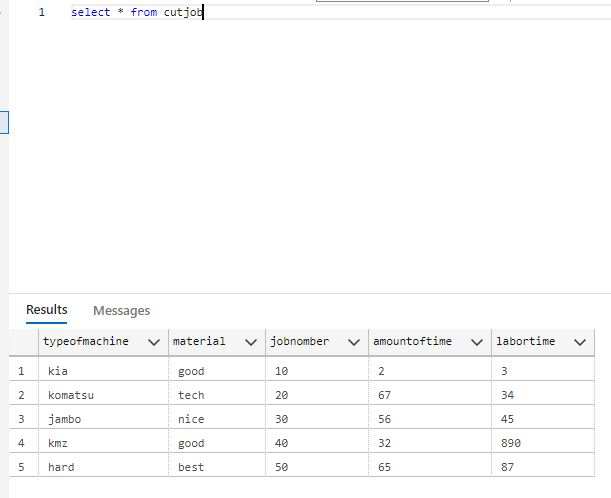 1 select * from cutjob
Results Messages
typeofmachine material jobnomber amountoftime labortime
1 kia good 10 2 3
2 komatsu tech 20 67 34
3 jambo nice 30 56 45
4 kmz good 40 32 890
5 hard best 50 65 87